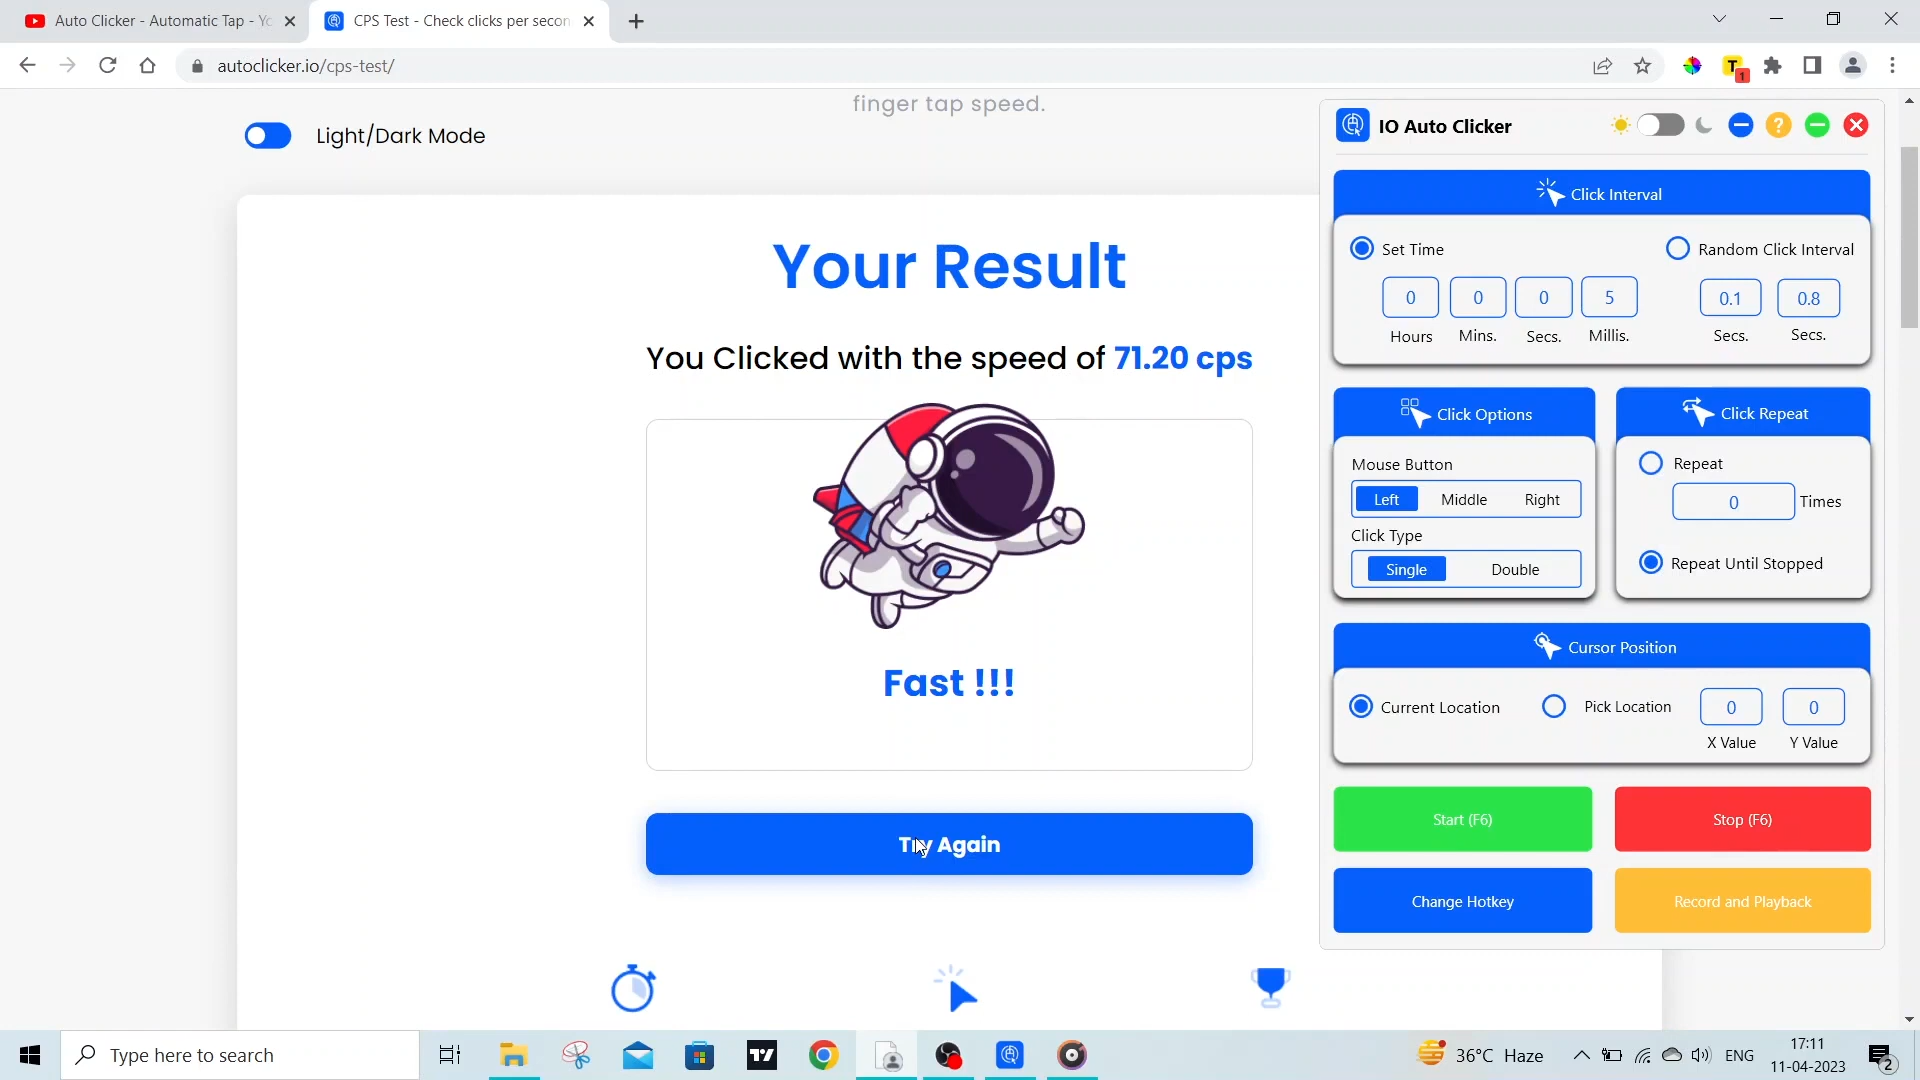 Auto Clicker - Automatic Tap - Yo
CPS Test - Check clicks per secon
autoclicker.io/cps-test/
T
1
finger tap speed.
Light/Dark Mode
Your Result
You Clicked with the speed of 71.20 cps
Fast !!!
Try Again
IO Auto Clicker
?
Click Interval
Set Time
Random Click Interval
0 0 0 5 0.1 0.8
Hours Mins. Secs. Millis. Secs. Secs.
Click Options
Mouse Button
Left Middle Right
Click Type
Single Double
Click Repeat
Repeat
0 Times
Repeat Until Stopped
Cursor Position
Current Location Pick Location 0 0
X Value Y Value
Start (F6) Stop (F6)
Change Hotkey Record and Playback
Type here to search
36°C Haze
ENG
17:11
11-04-2023
2